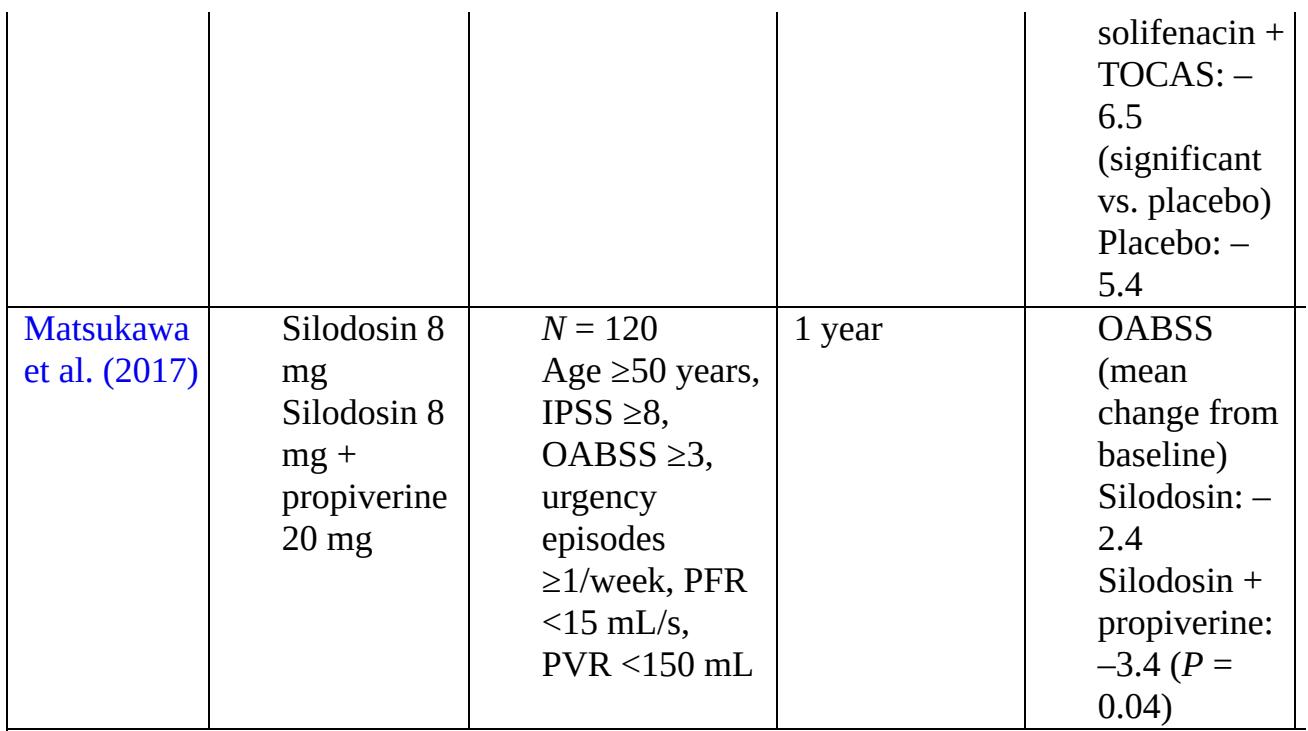 solifenacin +
TOCAS: –
6.5
(significant
vs. placebo)
Placebo: –
5.4
Matsukawa
et al. (2017)
Silodosin 8
mg
Silodosin 8
mg +
propiverine
20 mg
N = 120
Age ≥50 years,
IPSS ≥8,
OABSS ≥3,
urgency
episodes
≥1/week, PFR
<15 mL/s,
PVR <150 mL
1 year
OABSS
(mean
change from
baseline)
Silodosin: –
2.4
Silodosin +
propiverine:
–3.4 (P =
0.04)